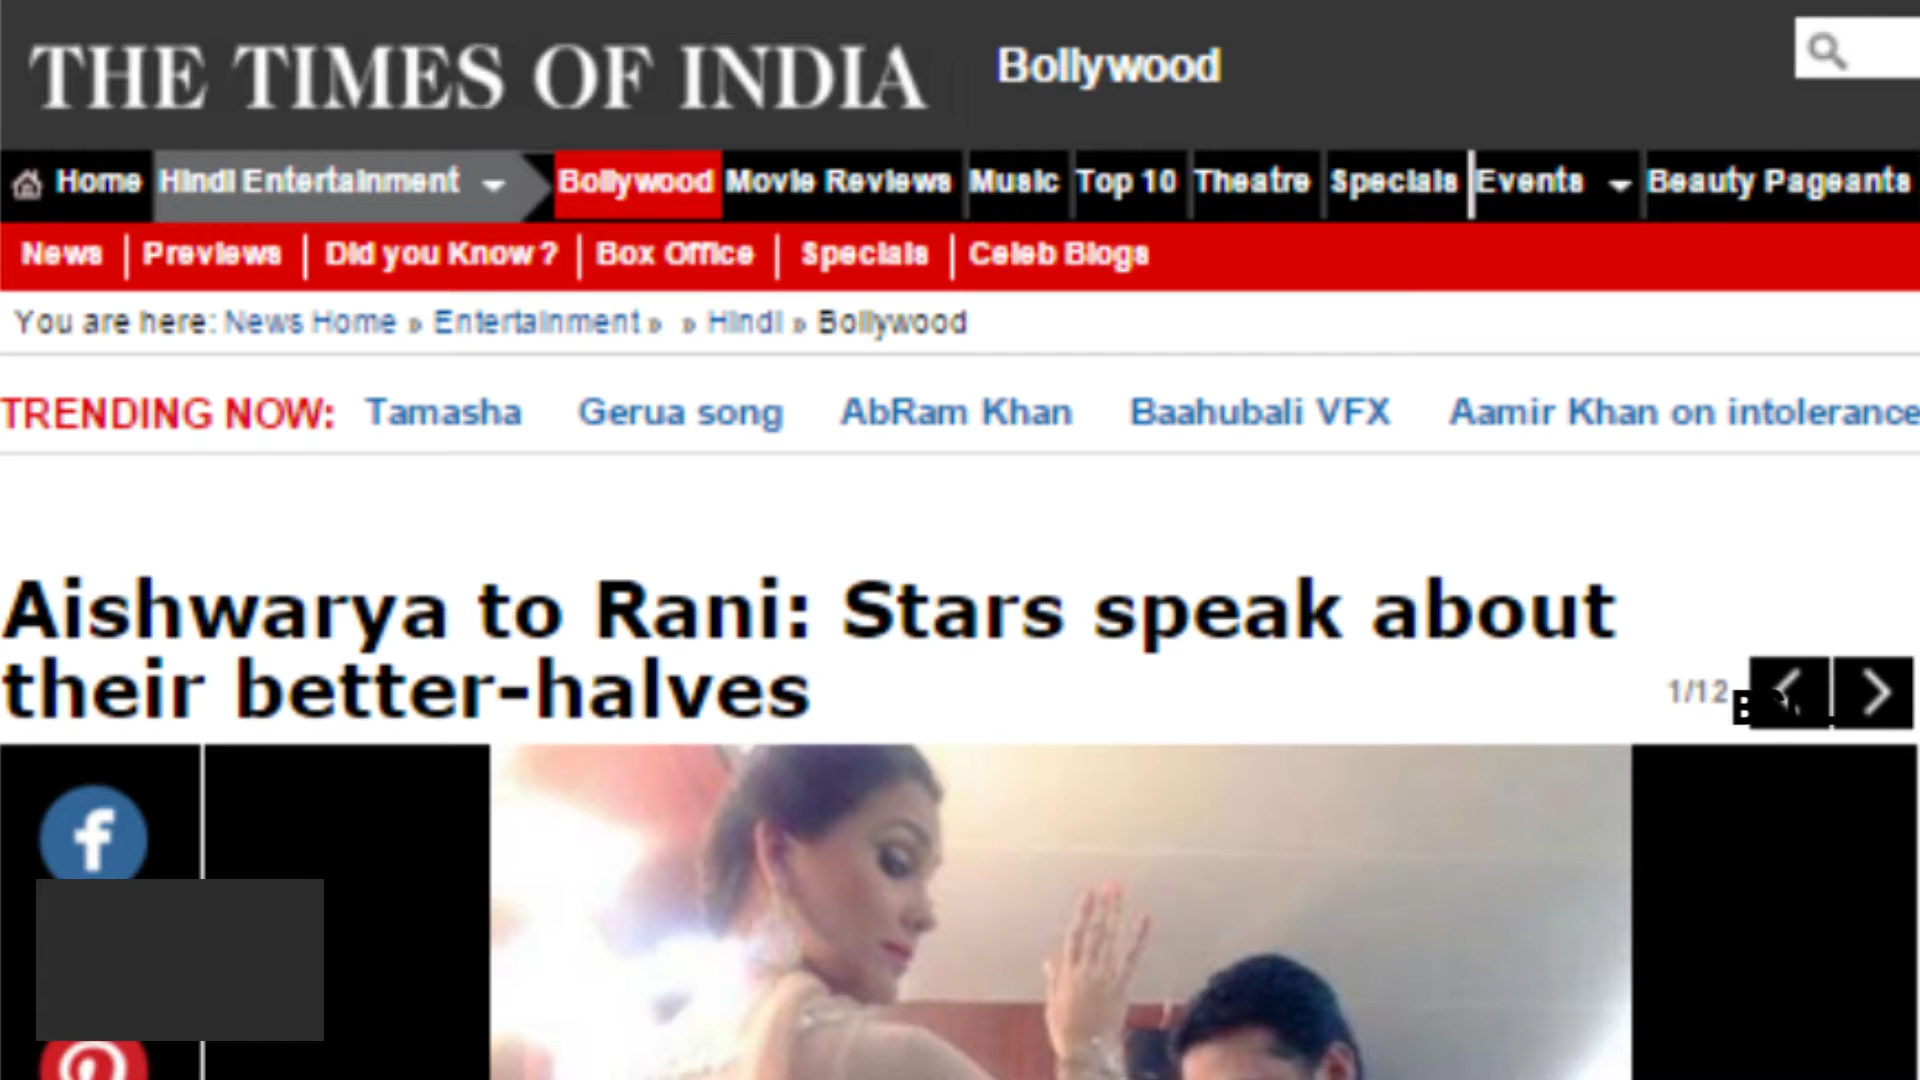 THE TIMES OF INDIA Bollywood
Home Hindi Entertainment Bollywood Movie Reviews Music Top 10 Theatre Specials Events Beauty Pageants
News Previews Did you Know? Box Office Specials Celeb Blogs
You are here: News Home » Entertainment » » Hindi » Bollywood
TRENDING NOW: Tamasha Gerua song AbRam Khan Baahubali VFX Aamir Khan on intolerance
Aishwarya to Rani: Stars speak about
their better-halves
1/12
f